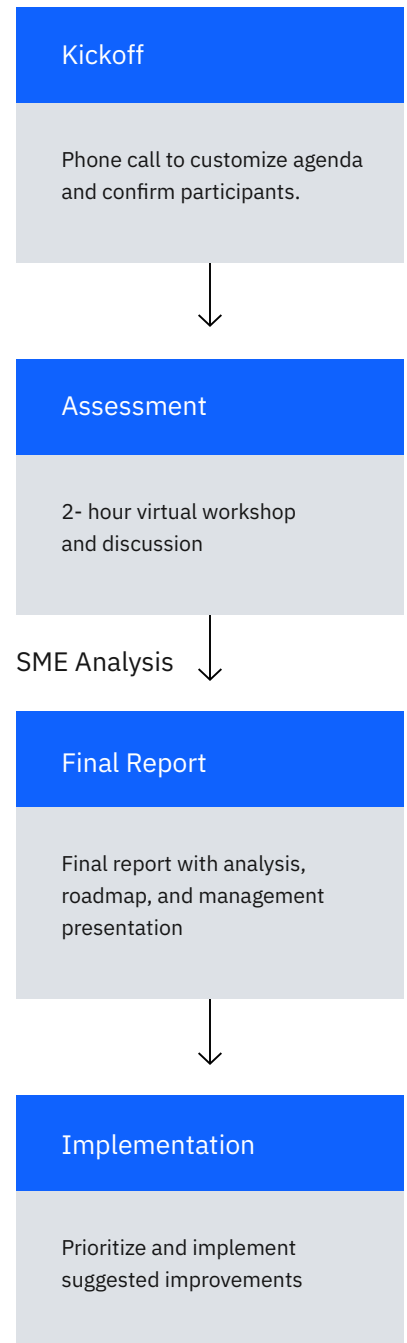 Kickoff
Phone call to customize agenda
and confirm participants.
Assessment
2- hour virtual workshop
and discussion
SME Analysis
Final Report
Final report with analysis,
roadmap, and management
presentation
Implementation
Prioritize and implement
suggested improvements